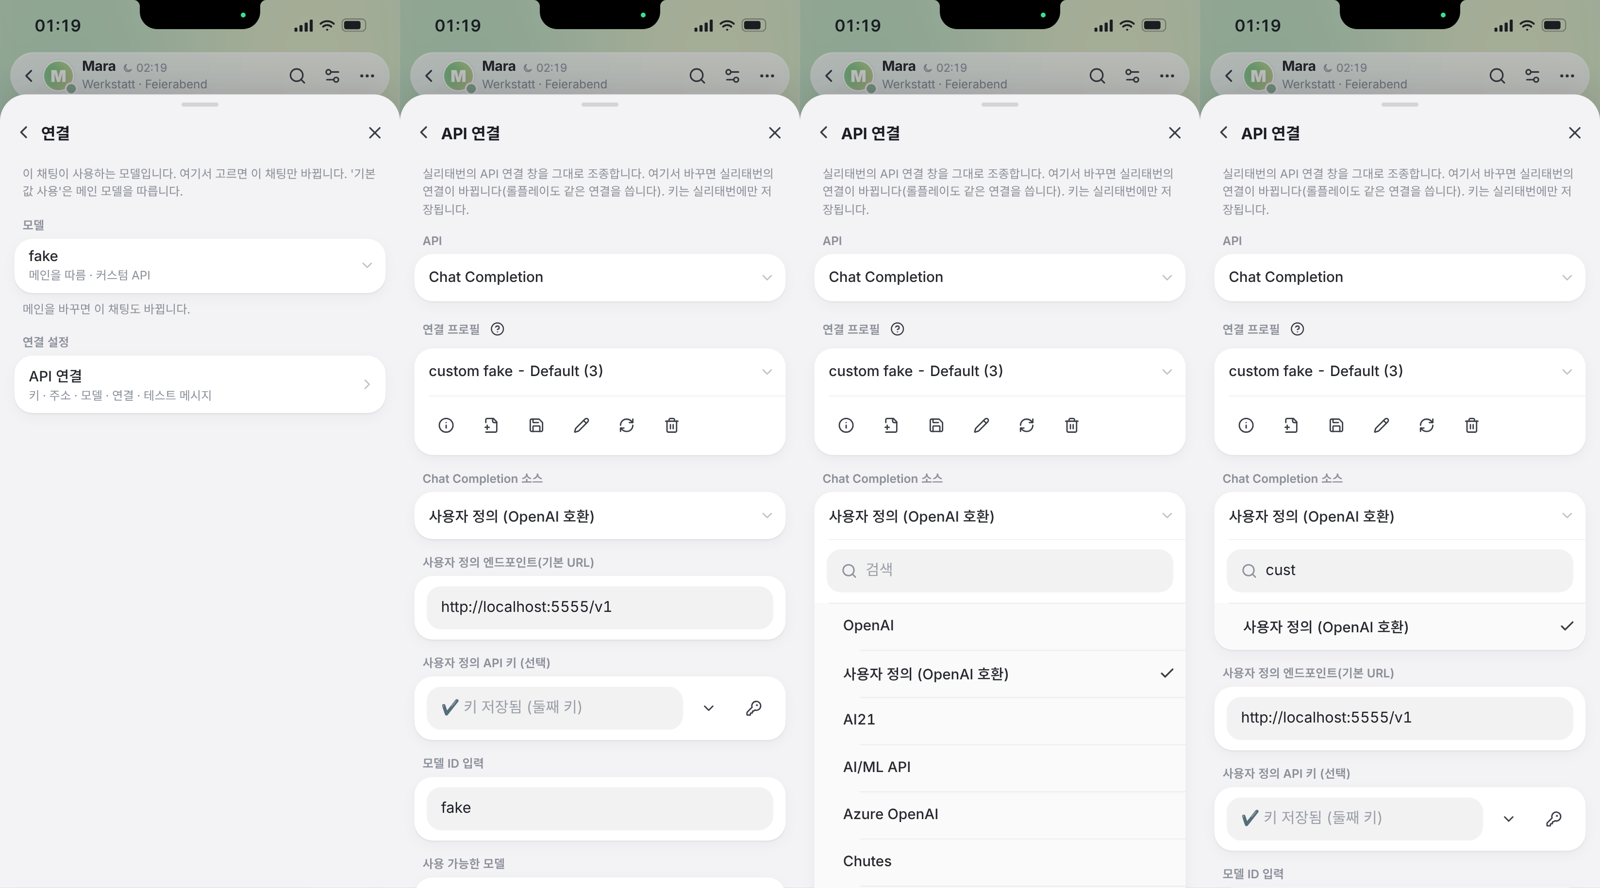 01:19
Mara 02:19
Werkstatt · Feierabend
연결
이 채팅이 사용하는 모델입니다. 여기서 고르면 이 채팅만 바뀝니다. '기본
값 사용'은 메인 모델을 따릅니다.
모델
fake
메인을 따름 · 커스텀 API
메인을 바꾸면 이 채팅도 바뀝니다.
연결 설정
API 연결
키 · 주소 · 모델 · 연결 · 테스트 메시지
01:19
Mara 02:19
Werkstatt · Feierabend
API 연결
실리태번의 API 연결 창을 그대로 조종합니다. 여기서 바꾸면 실리태번의
연결이 바뀝니다(롤플레이도 같은 연결을 씁니다). 키는 실리태번에만 저
장됩니다.
API
Chat Completion
연결 프로필
custom fake - Default (3)
Chat Completion 소스
사용자 정의 (OpenAI 호환)
사용자 정의 엔드포인트(기본 URL)
http://localhost:5555/v1
사용자 정의 API 키 (선택)
✔️ 키 저장됨 (둘째 키)
모델 ID 입력
fake
사용 가능한 모델
01:19
Mara 02:19
Werkstatt · Feierabend
API 연결
실리태번의 API 연결 창을 그대로 조종합니다. 여기서 바꾸면 실리태번의
연결이 바뀝니다(롤플레이도 같은 연결을 씁니다). 키는 실리태번에만 저
장됩니다.
API
Chat Completion
연결 프로필
custom fake - Default (3)
Chat Completion 소스
사용자 정의 (OpenAI 호환)
검색
OpenAI
사용자 정의 (OpenAI 호환)
AI21
AI/ML API
Azure OpenAI
Chutes
01:19
Mara 02:19
Werkstatt · Feierabend
API 연결
실리태번의 API 연결 창을 그대로 조종합니다. 여기서 바꾸면 실리태번의
연결이 바뀝니다(롤플레이도 같은 연결을 씁니다). 키는 실리태번에만 저
장됩니다.
API
Chat Completion
연결 프로필
custom fake - Default (3)
Chat Completion 소스
사용자 정의 (OpenAI 호환)
cust
사용자 정의 (OpenAI 호환)
사용자 정의 엔드포인트(기본 URL)
http://localhost:5555/v1
사용자 정의 API 키 (선택)
✔️ 키 저장됨 (둘째 키)
모델 ID 입력